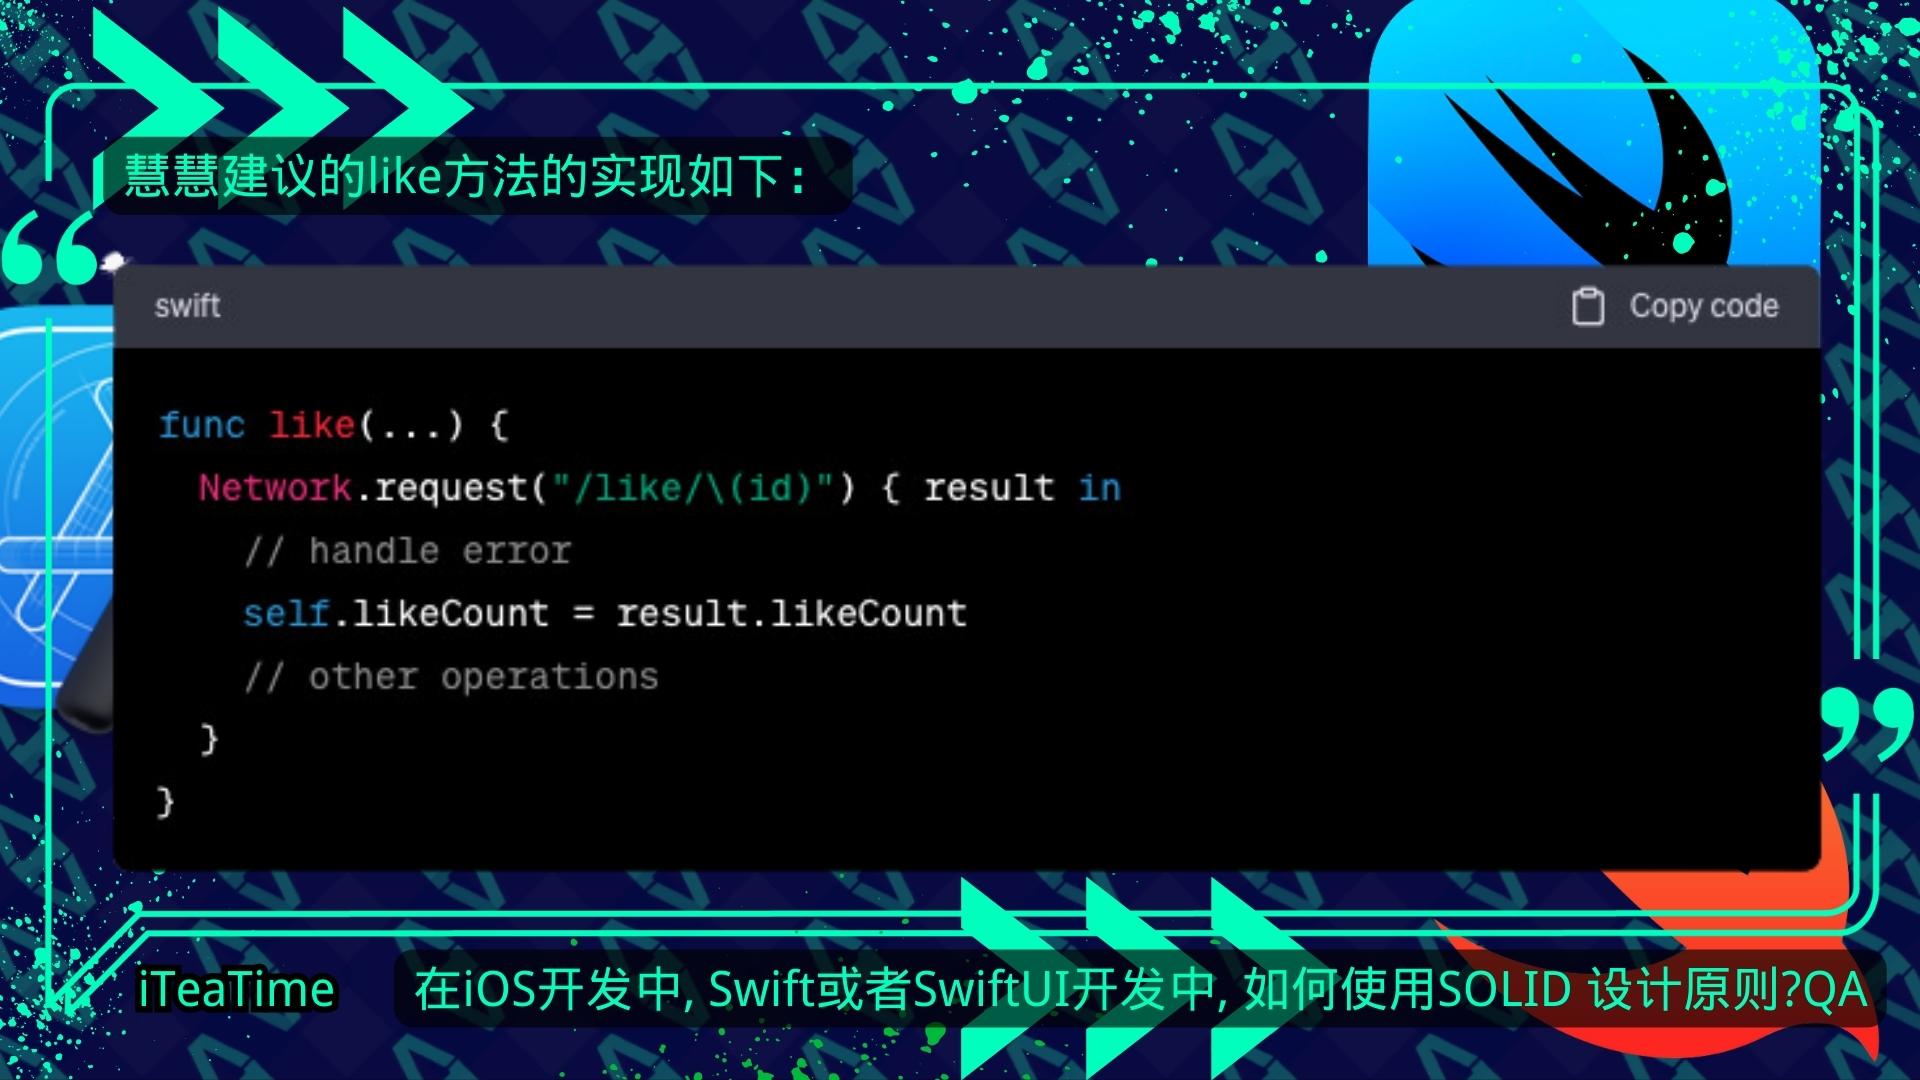 慧慧建议的like方法的实现如下：
swift
Copy code
func like(...) {
Network.request("/like/\(id)") { result in
// handle error
self.likeCount = result.likeCount
// other operations
}
}
iTeaTime
在iOS开发中, Swift或者SwiftUI开发中, 如何使用SOLID 设计原则?QA